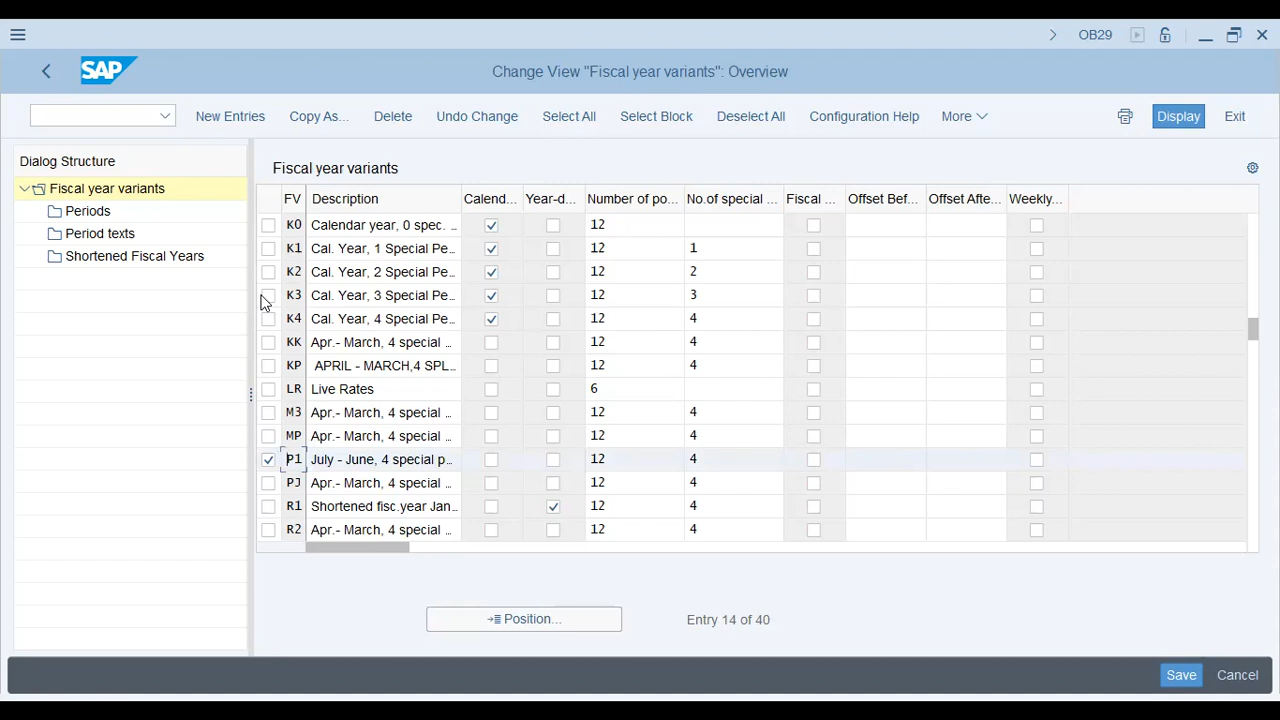 OB29
SAP
Change View "Fiscal year variants": Overview
New Entries Copy As... Delete Undo Change Select All Select Block Deselect All Configuration Help More Display Exit
Dialog Structure
Fiscal year variants
Periods
Period texts
Shortened Fiscal Years
Fiscal year variants
FV Description Calend... Year-d... Number of po... No.of special ... Fiscal ... Offset Bef... Offset Afte... Weekly...
K0 Calendar year, 0 spec. ... 12
K1 Cal. Year, 1 Special Pe... 12 1
K2 Cal. Year, 2 Special Pe... 12 2
K3 Cal. Year, 3 Special Pe... 12 3
K4 Cal. Year, 4 Special Pe... 12 4
KK Apr.- March, 4 special ... 12 4
KP APRIL - MARCH,4 SPL... 12 4
LR Live Rates 6
M3 Apr.- March, 4 special ... 12 4
MP Apr.- March, 4 special ... 12 4
P1 July - June, 4 special p... 12 4
PJ Apr.- March, 4 special ... 12 4
R1 Shortened fisc.year Jan... 12 4
R2 Apr.- March, 4 special ... 12 4
Position... Entry 14 of 40
Save Cancel